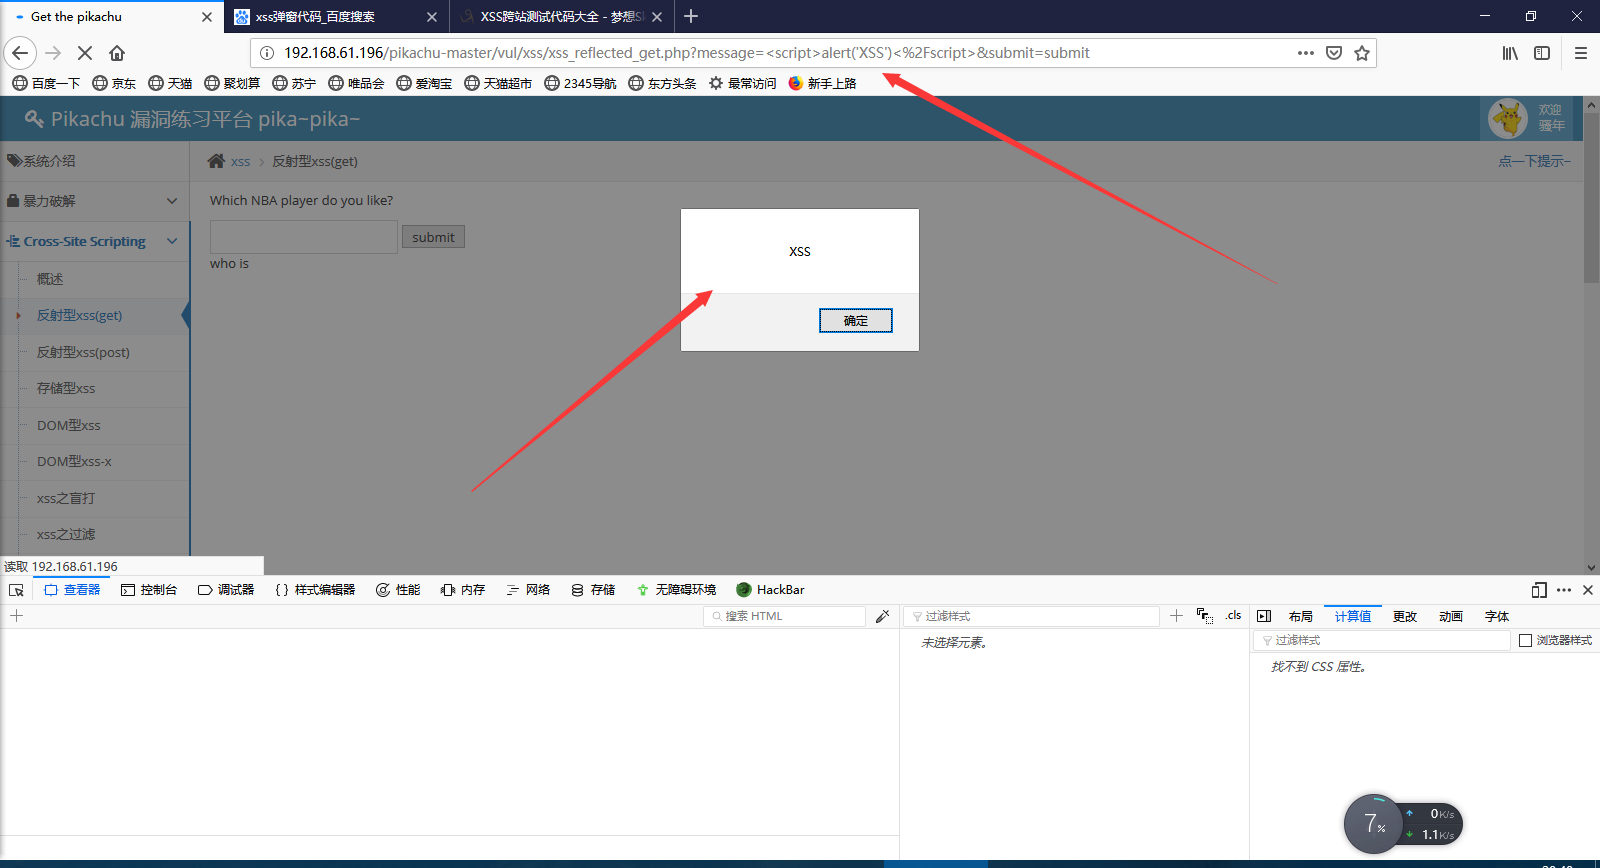 Get the pikachu
xss弹窗代码_百度搜索
XSS跨站测试代码大全 - 梦想S
192.168.61.196/pikachu-master/vul/xss/xss_reflected_get.php?message=<script>alert('XSS')<%2Fscript>&submit=submit
百度一下 京东 天猫 聚划算 苏宁 唯品会 爱淘宝 天猫超市 2345导航 东方头条 最常访问 新手上路
Pikachu 漏洞练习平台 pika~pika~
欢迎
骚年
系统介绍
xss > 反射型xss(get)
点一下提示~
暴力破解
Which NBA player do you like?
Cross-Site Scripting
submit
who is
概述
反射型xss(get)
反射型xss(post)
存储型xss
DOM型xss
DOM型xss-x
xss之盲打
xss之过滤
XSS
确定
读取 192.168.61.196
查看器 控制台 调试器 {} 样式编辑器 性能 内存 网络 存储 无障碍环境 HackBar
搜索 HTML
过滤样式
.cls
布局 计算值 更改 动画 字体
未选择元素。
过滤样式
浏览器样式
找不到 CSS 属性。
7%
0K/s
1.1K/s